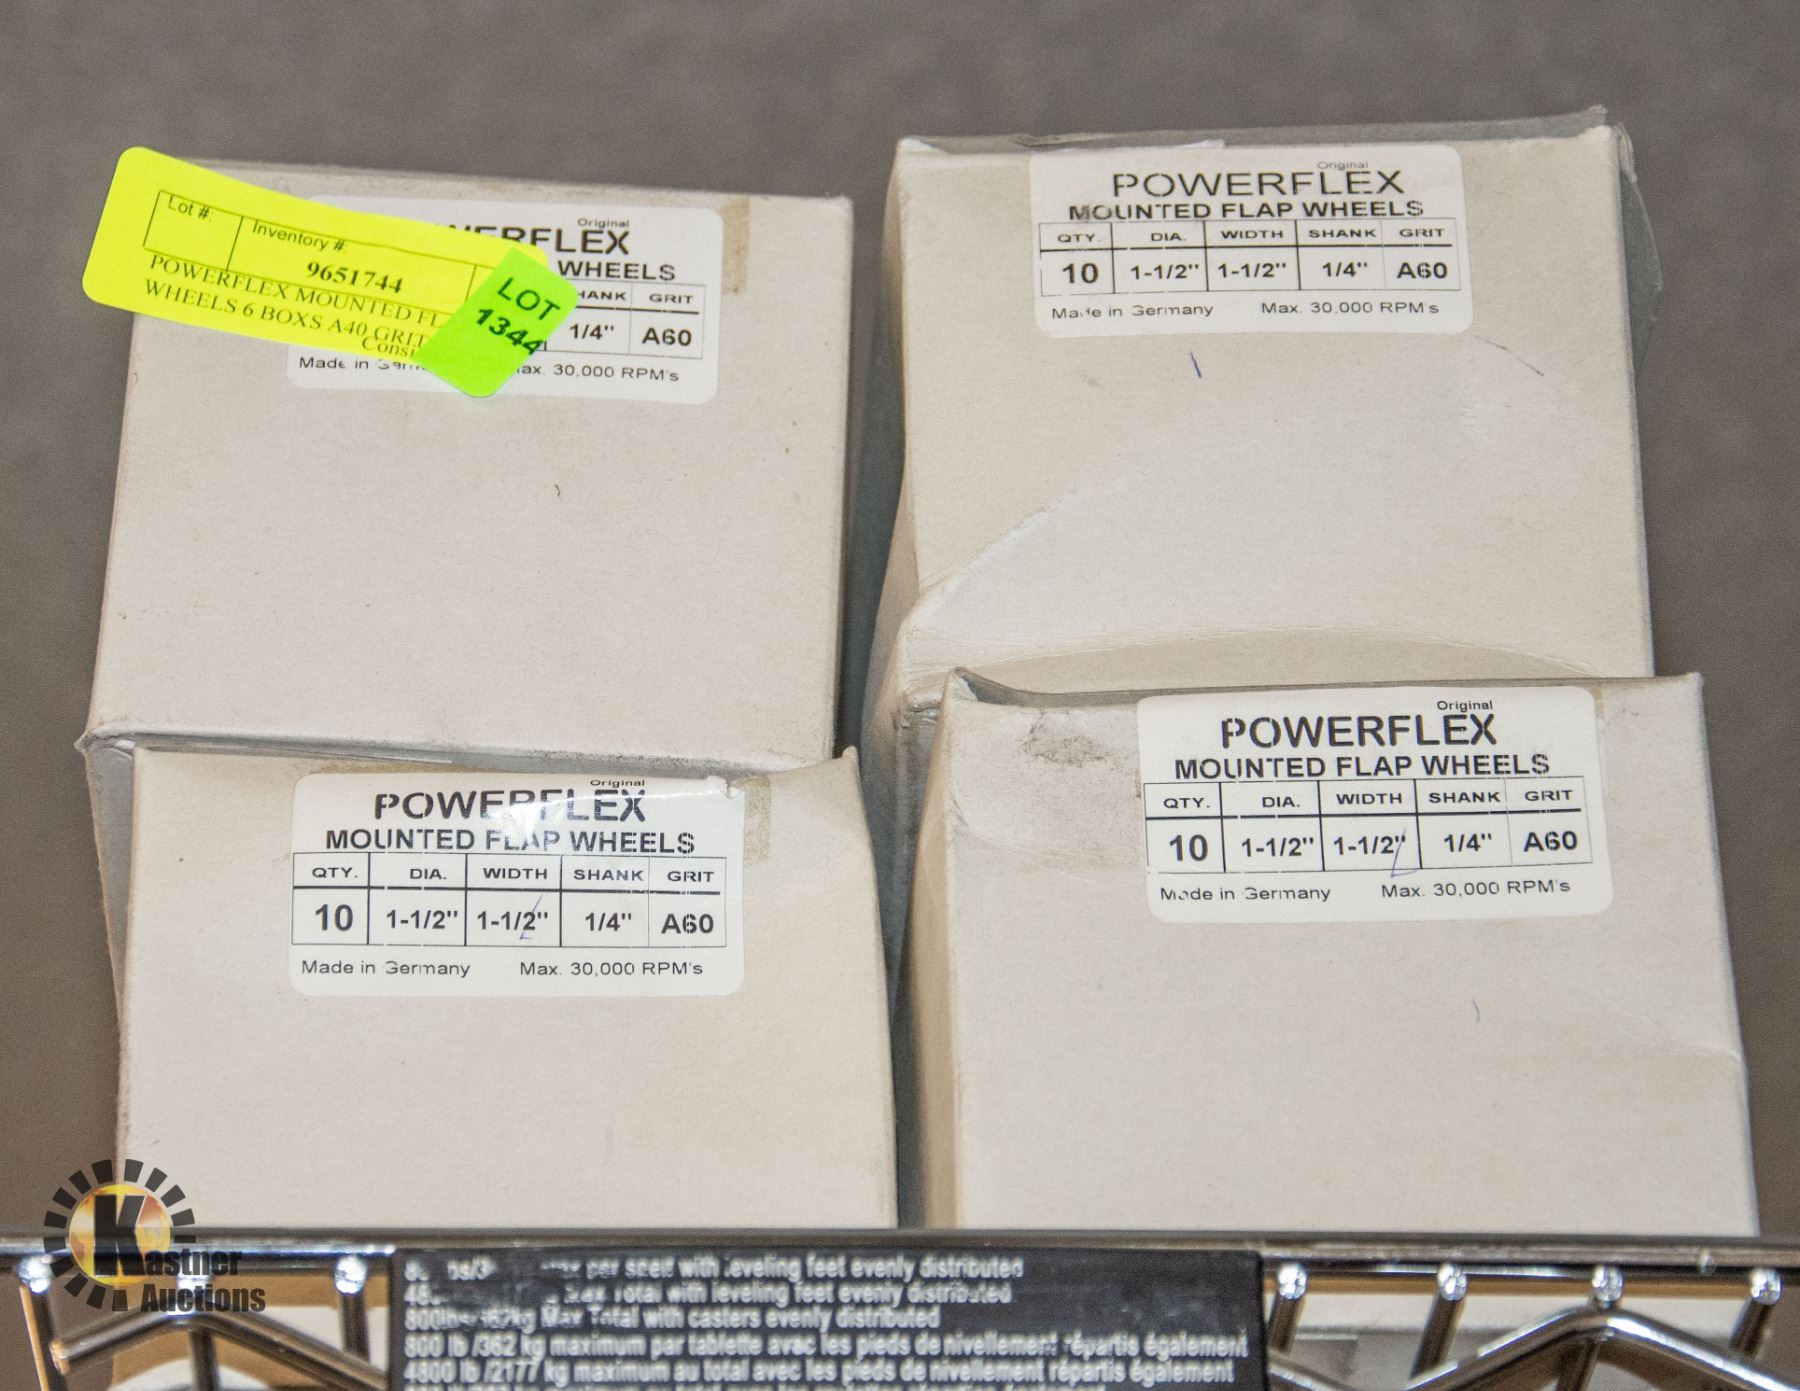 Lot #:
Inventory #:
9651744
POWERFLEX MOUNTED
WHEELS 6 BOXS A40 GRIT
LOT
1344
Original
WHEELS
GRIT
1/4" A60
Made in
Max. 30,000 RPM's
Original
POWERFLEX
MOUNTED FLAP WHEELS
QTY. DIA. WIDTH SHANK GRIT
10 1-1/2" 1-1/2" 1/4" A60
Made in Germany Max. 30,000 RPM's
Original
POWERFLEX
MOUNTED FLAP WHEELS
QTY. DIA. WIDTH SHANK GRIT
10 1-1/2" 1-1/2" 1/4" A60
Made in Germany Max. 30,000 RPM's
Original
POWERFLEX
MOUNTED FLAP WHEELS
QTY. DIA. WIDTH SHANK GRIT
10 1-1/2" 1-1/2" 1/4" A60
Made in Germany Max. 30,000 RPM's
per shelf with leveling feet evenly distributed
Max Total with leveling feet evenly distributed
Max Total with casters evenly distributed
800 lb /362 kg maximum par tablette avec les pieds de nivellement répartis également
4800 lb /2177 kg maximum au total avec les pieds de nivellement répartis également
Kastner
Auctions